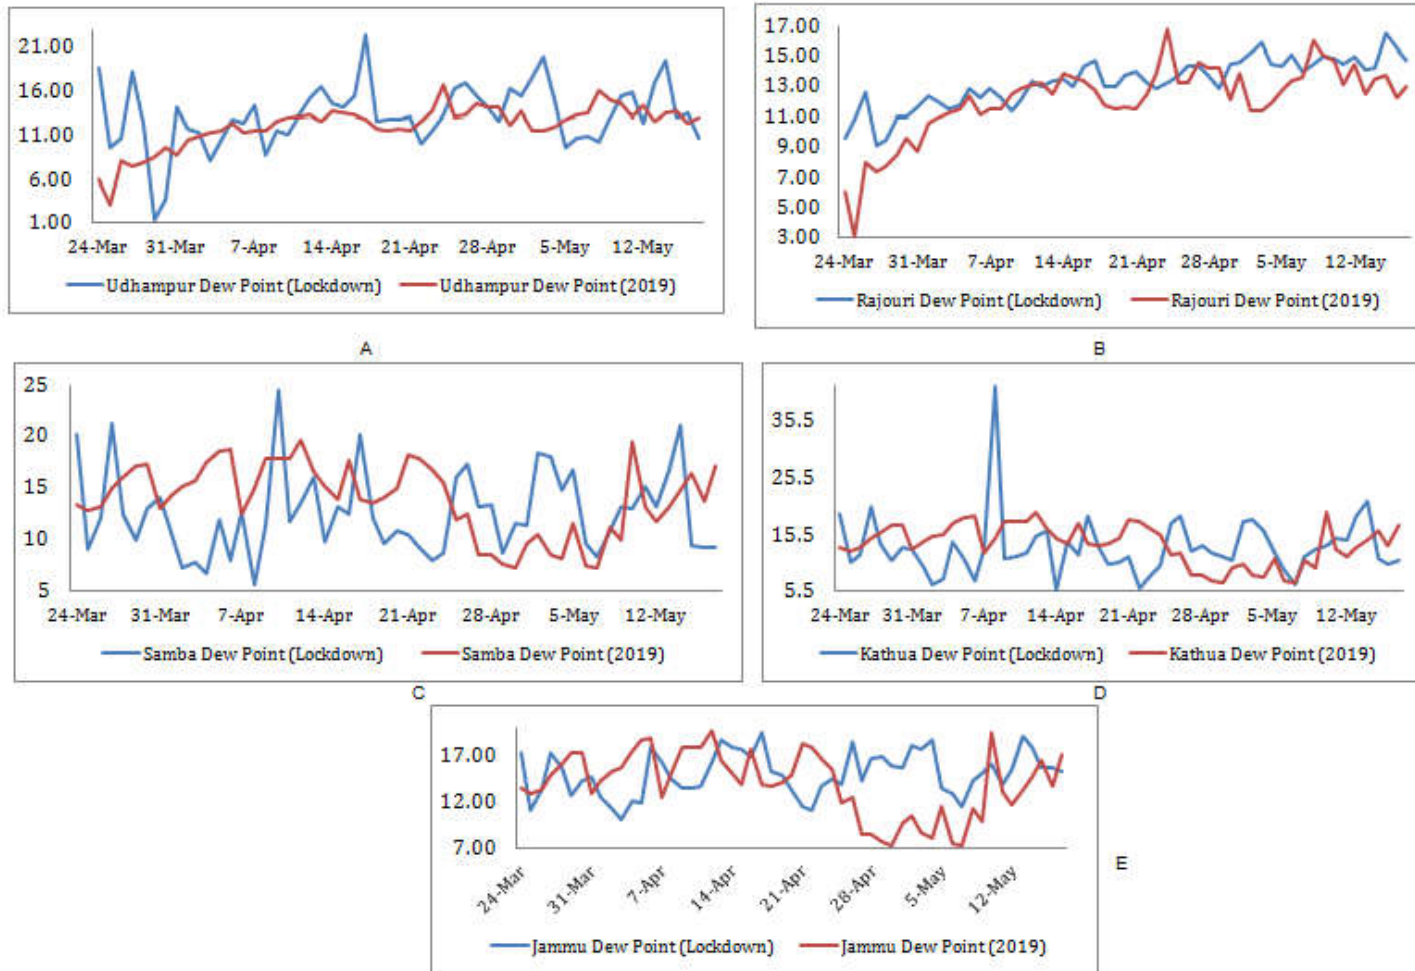 21.00
16.00
11.00
6.00
1.00
24-Mar 31-Mar 7-Apr 14-Apr 21-Apr 28-Apr 5-May 12-May
Udhampur Dew Point (Lockdown) Udhampur Dew Point (2019)
A
17.00
15.00
13.00
11.00
9.00
7.00
5.00
3.00
24-Mar 31-Mar 7-Apr 14-Apr 21-Apr 28-Apr 5-May 12-May
Rajouri Dew Point (Lockdown) Rajouri Dew Point (2019)
B
25
20
15
10
5
24-Mar 31-Mar 7-Apr 14-Apr 21-Apr 28-Apr 5-May 12-May
Samba Dew Point (Lockdown) Samba Dew Point (2019)
C
35.5
25.5
15.5
5.5
24-Mar 31-Mar 7-Apr 14-Apr 21-Apr 28-Apr 5-May 12-May
Kathua Dew Point (Lockdown) Kathua Dew Point (2019)
D
17.00
12.00
7.00
24-Mar 31-Mar 7-Apr 14-Apr 21-Apr 28-Apr 5-May 12-May
Jammu Dew Point (Lockdown) Jammu Dew Point (2019)
E